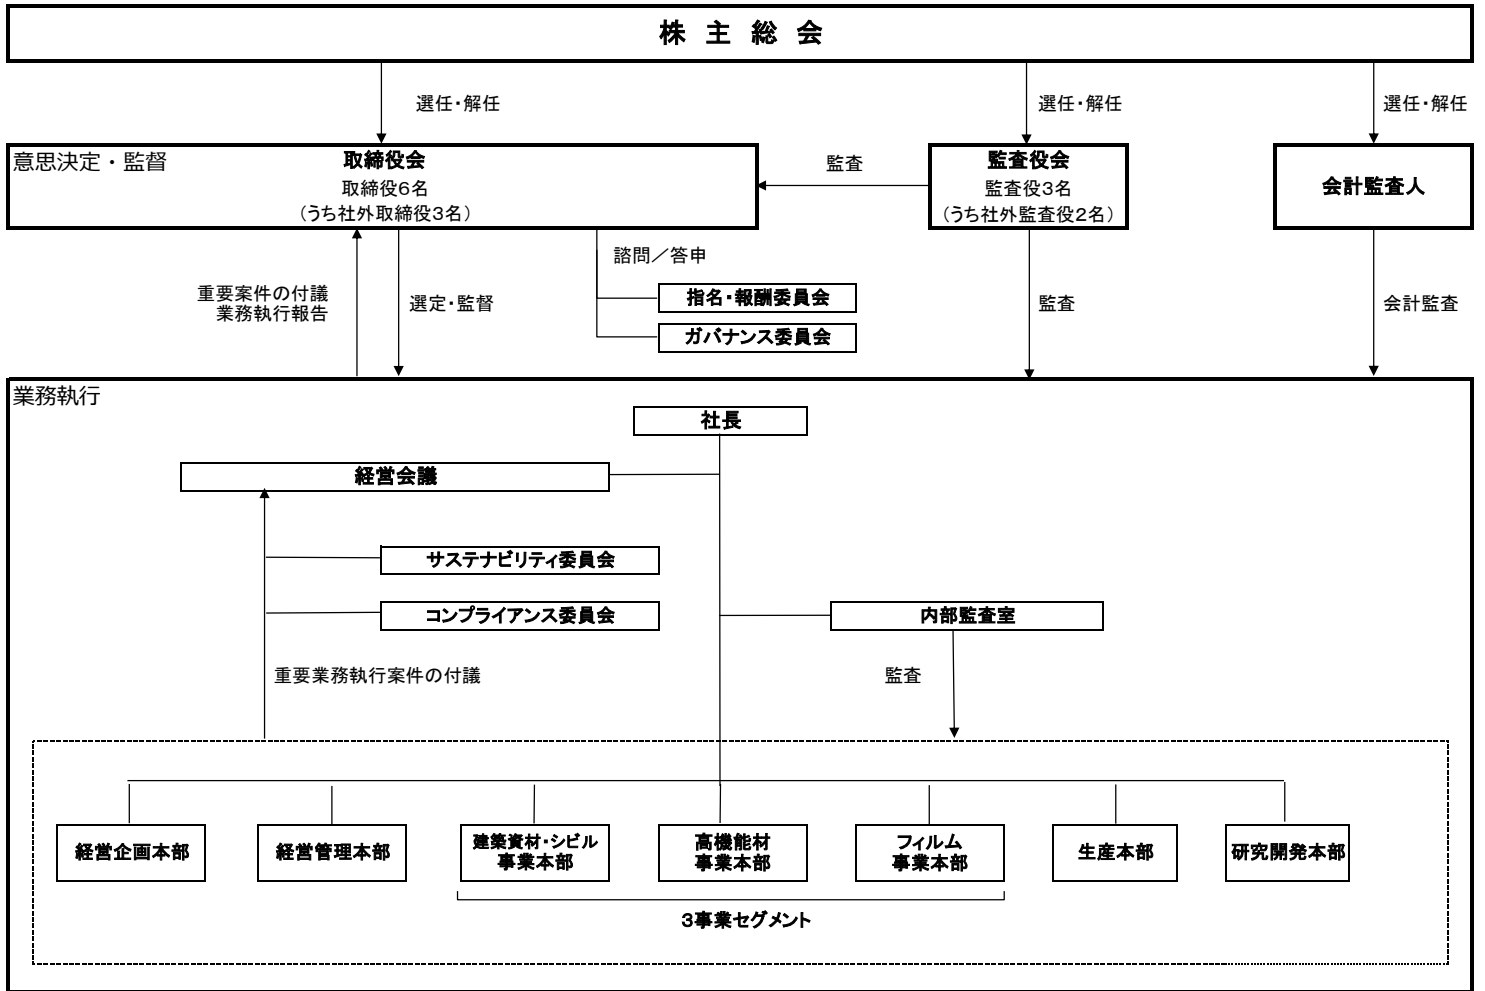 株 主 総 会
選任・解任
選任・解任
選任・解任
意思決定・監督
取締役会
取締役6名
（うち社外取締役3名）
監査
監査役会
監査役3名
（うち社外監査役2名）
会計監査人
諮問／答申
重要案件の付議
業務執行報告
選定・監督
指名・報酬委員会
ガバナンス委員会
監査
会計監査
業務執行
社長
経営会議
サステナビリティ委員会
コンプライアンス委員会
内部監査室
重要業務執行案件の付議
監査
経営企画本部
経営管理本部
建築資材・シビル
事業本部
高機能材
事業本部
フィルム
事業本部
生産本部
研究開発本部
3事業セグメント